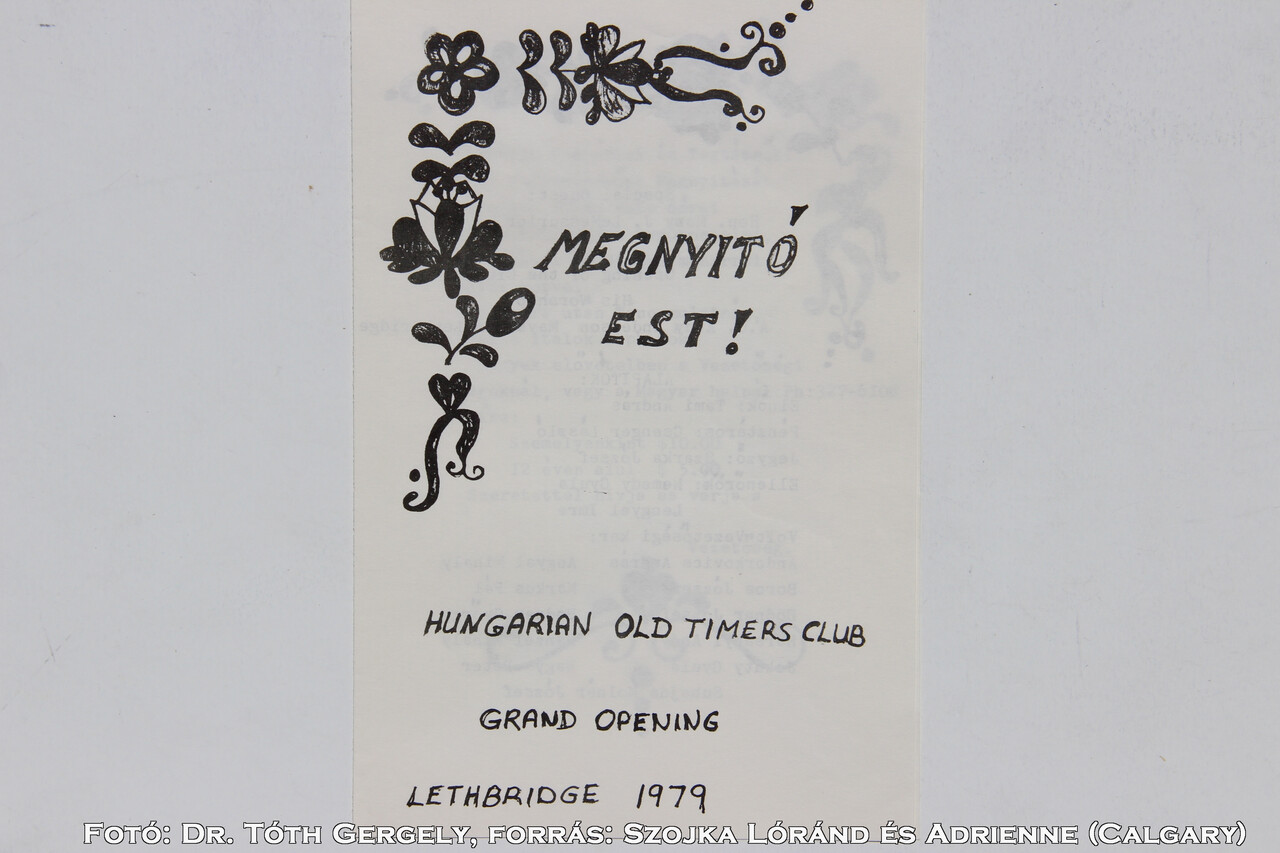 MEGNYITÓ
EST!
HUNGARIAN OLD TIMERS CLUB
GRAND OPENING
LETHBRIDGE 1979
Fotó: Dr. Tóth Gergely, forrás: Szojka Lóránd és Adrienne (Calgary)